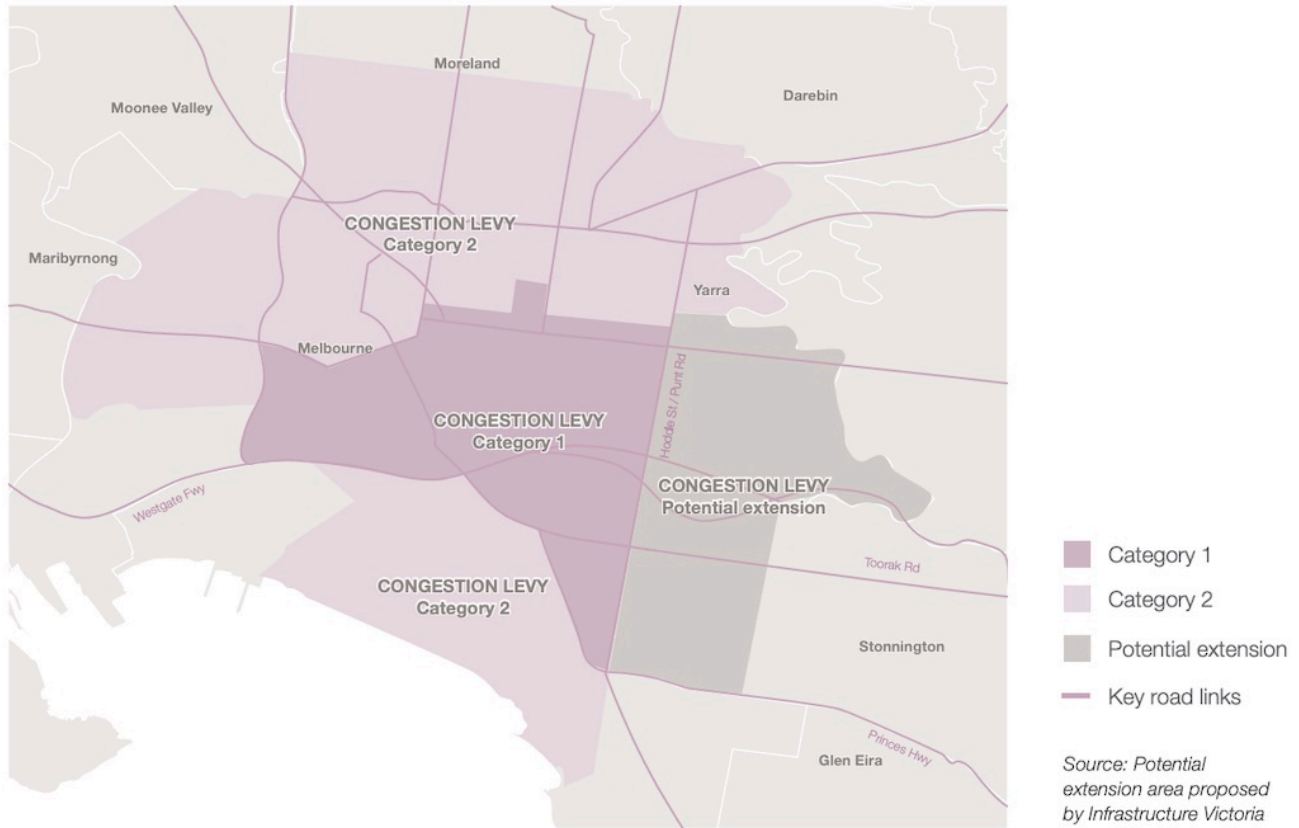 Moreland
Moonee Valley
Darebin
CONGESTION LEVY
Category 2
Maribyrnong
Yarra
Melbourne
Hoddle St / Punt Rd
CONGESTION LEVY
Category 1
CONGESTION LEVY
Potential extension
Westgate Fwy
Toorak Rd
CONGESTION LEVY
Category 2
Stonnington
Princes Hwy
Glen Eira
Category 1
Category 2
Potential extension
Key road links
Source: Potential
extension area proposed
by Infrastructure Victoria